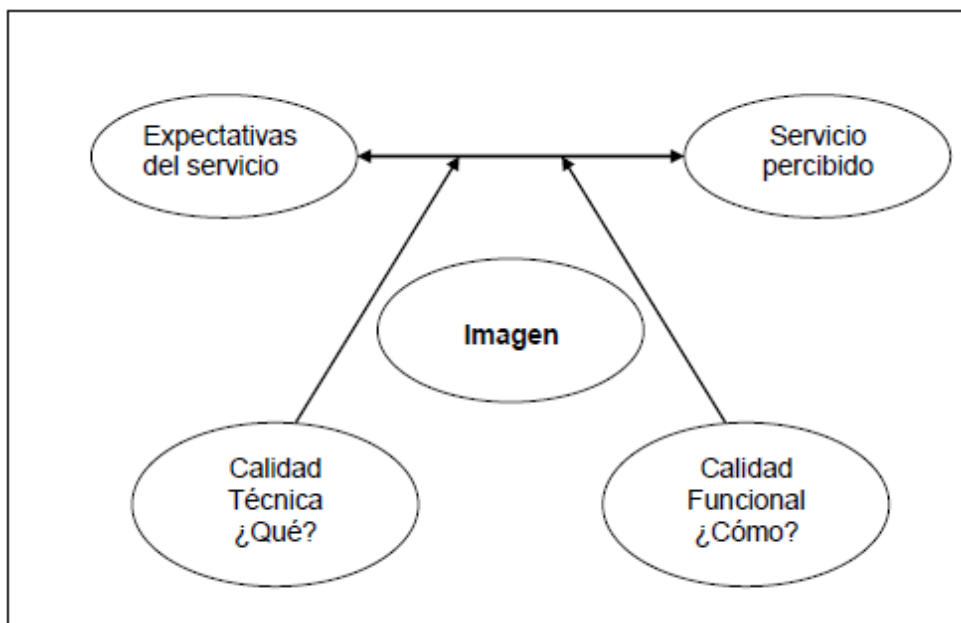 Expectativas
del servicio
Servicio
percibido
Imagen
Calidad
Técnica
¿Qué?
Calidad
Funcional
¿Cómo?